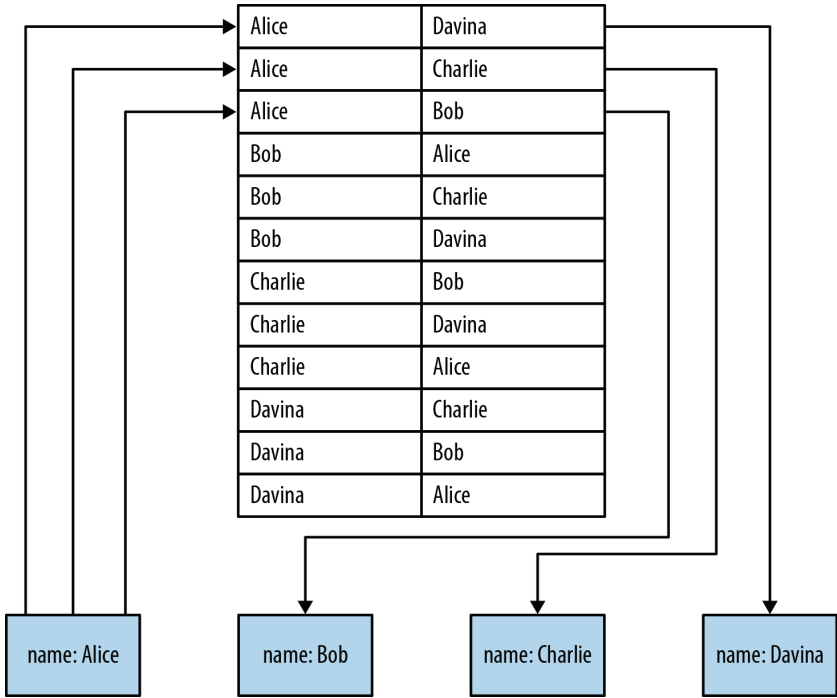 Alice Davina
Alice Charlie
Alice Bob
Bob Alice
Bob Charlie
Bob Davina
Charlie Bob
Charlie Davina
Charlie Alice
Davina Charlie
Davina Bob
Davina Alice
name: Alice name: Bob name: Charlie name: Davina